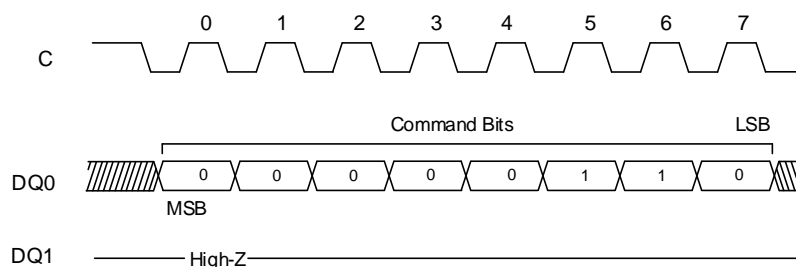 0 1 2 3 4 5 6 7
C
Command Bits LSB
DQ0 0 0 0 0 0 1 1 0
MSB
DQ1 High-Z